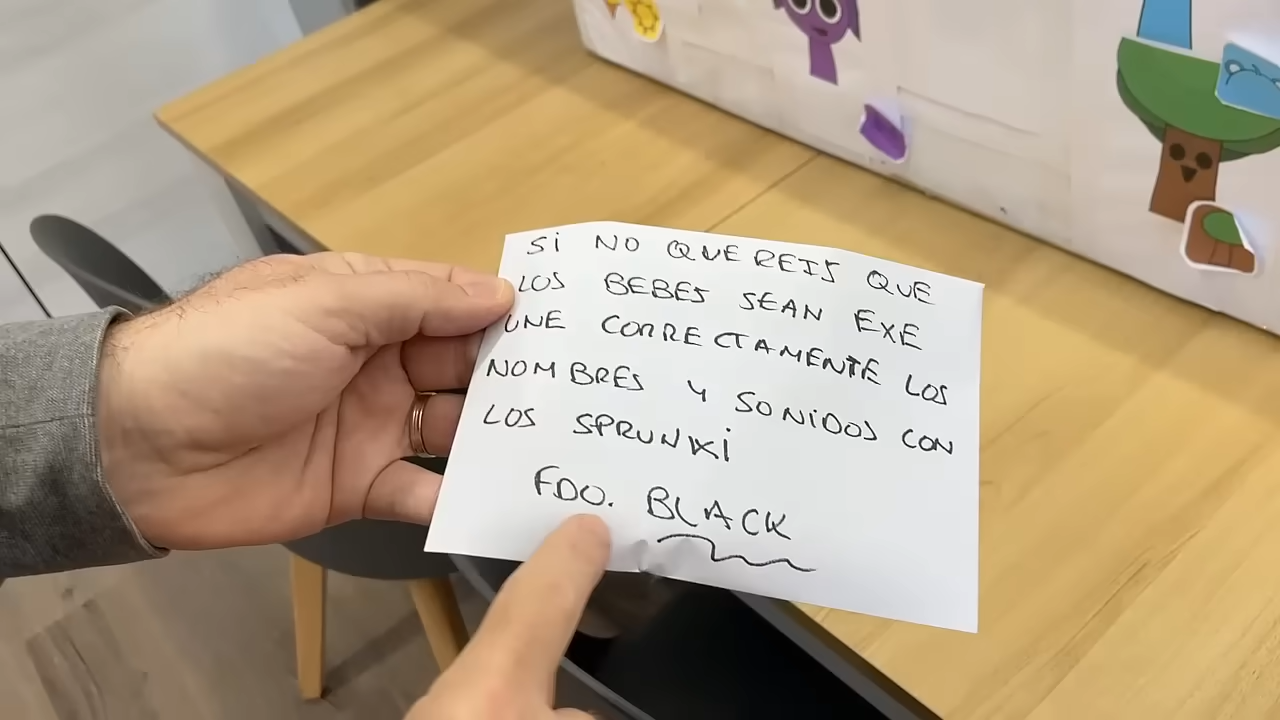 Si NO QUEREIS QUE
LOS BEBES SEAN EXE
UNE CORRECTAMENTE LOS
NOMBRES Y SONiDOS CON
LOS SPRUNKi
FDO. BLACK